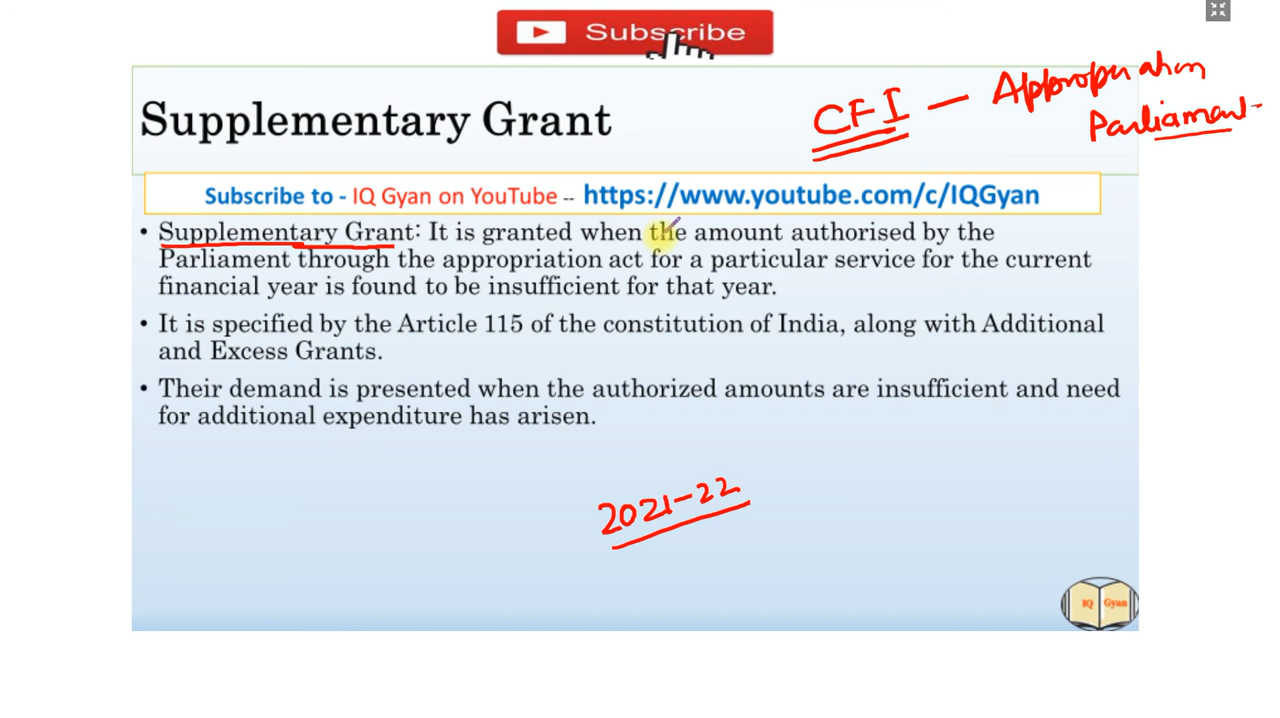 Subscribe
Supplementary Grant
CFI — Appropriation
Parliament
Subscribe to - IQ Gyan on YouTube -- https://www.youtube.com/c/IQGyan
• Supplementary Grant: It is granted when the amount authorised by the
Parliament through the appropriation act for a particular service for the current
financial year is found to be insufficient for that year.
• It is specified by the Article 115 of the constitution of India, along with Additional
and Excess Grants.
• Their demand is presented when the authorized amounts are insufficient and need
for additional expenditure has arisen.
2021-22
IQ Gyan